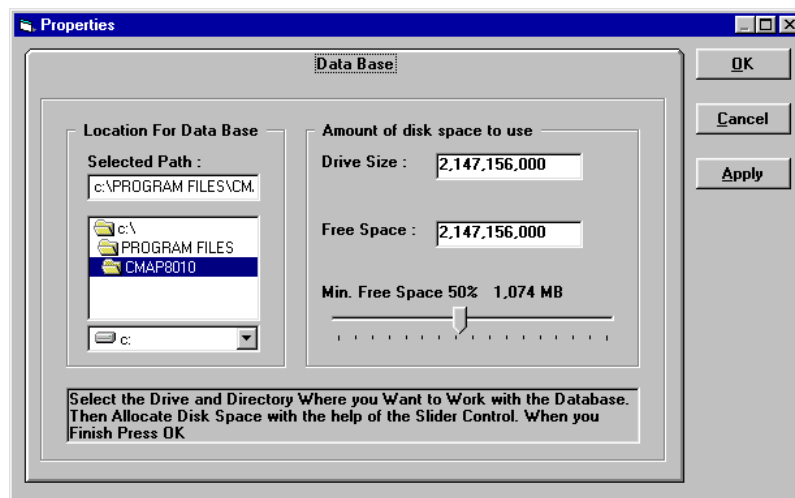 Properties
Data Base
OK
Cancel
Apply
Location For Data Base
Selected Path :
c:\PROGRAM FILES\CM.
c:\
PROGRAM FILES
CMAP8010
c:
Amount of disk space to use
Drive Size :
2,147,156,000
Free Space :
2,147,156,000
Min. Free Space 50% 1,074 MB
Select the Drive and Directory Where you Want to Work with the Database.
Then Allocate Disk Space with the help of the Slider Control. When you
Finish Press OK